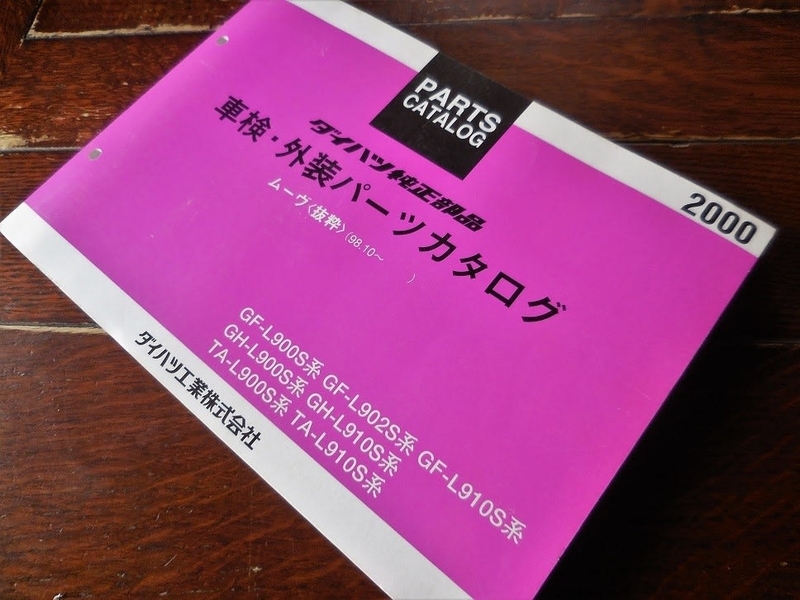 PARTS
CATALOG
2000
ダイハツ純正部品
車検・外装パーツカタログ
ムーヴ〈抜粋〉(98.10～　　)
GF-L900S系 GF-L902S系 GF-L910S系
GH-L900S系 GH-L910S系
TA-L900S系 TA-L910S系
ダイハツ工業株式会社